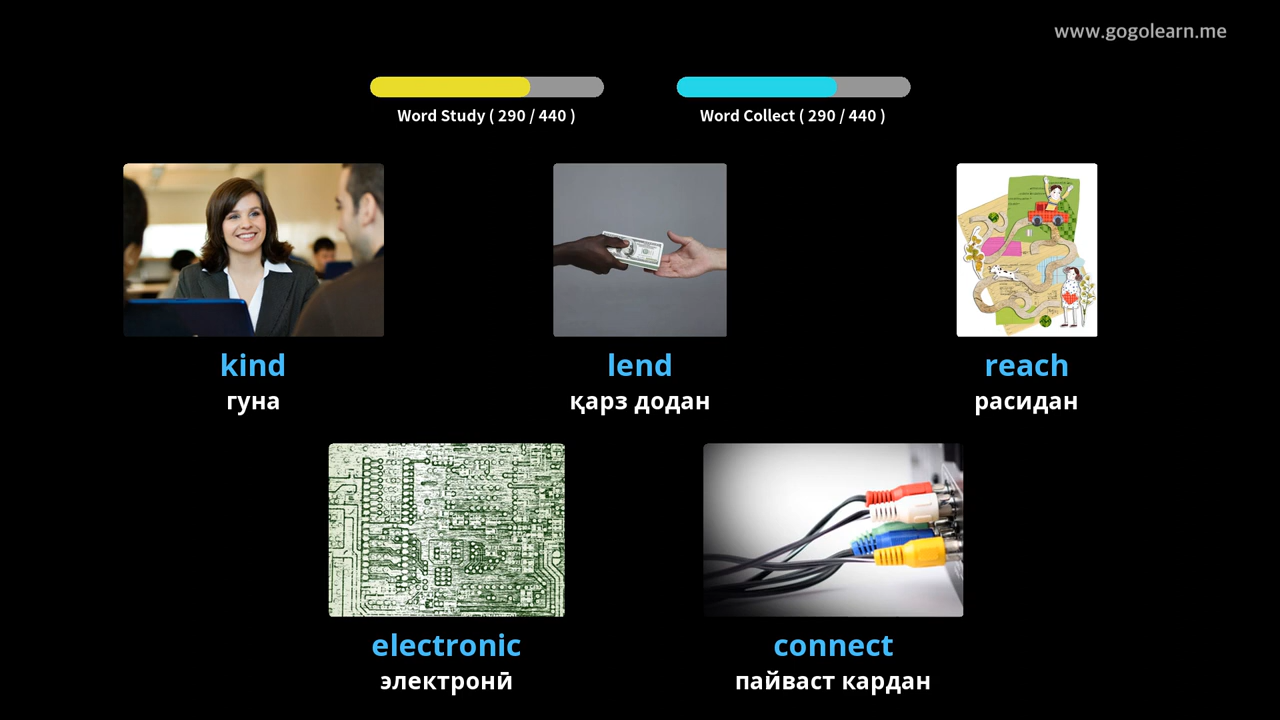 www.gogolearn.me
Word Study ( 290 / 440 )
Word Collect ( 290 / 440 )
kind
гуна
lend
қарз додан
reach
расидан
electronic
электронӣ
connect
пайваст кардан